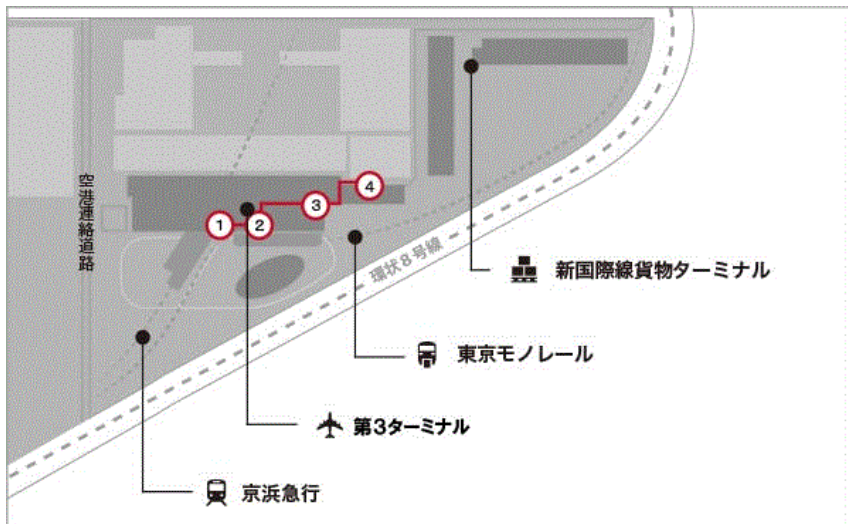 空港連絡道路
1
2
3
4
環状8号線
新国際線貨物ターミナル
東京モノレール
第3ターミナル
京浜急行